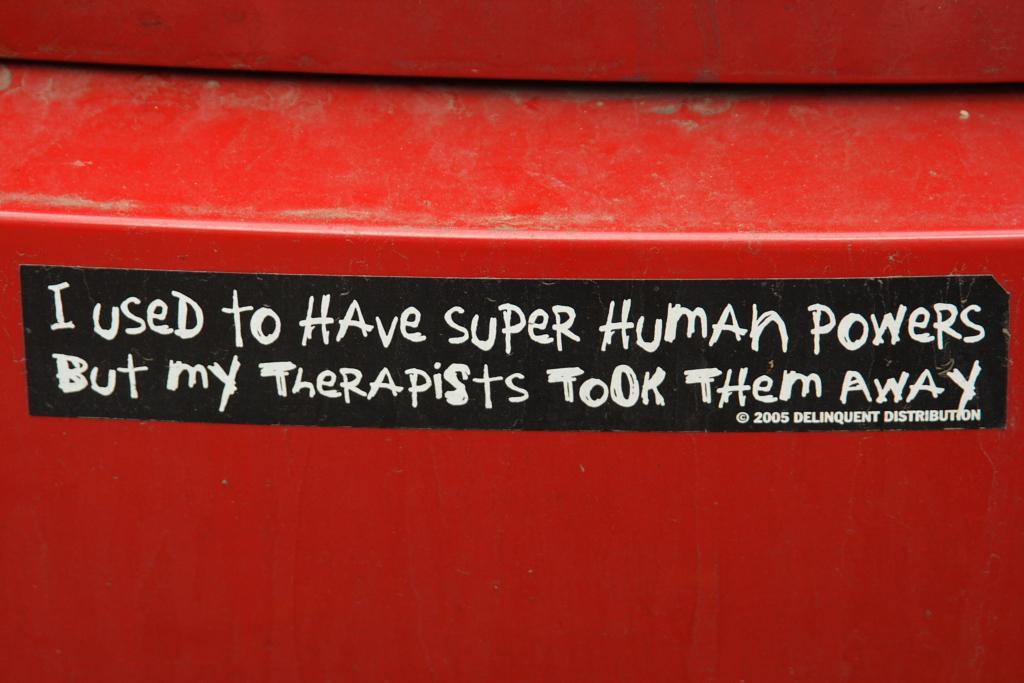 I USED TO HAVE SUPER HUMAN POWERS
BUT MY THERAPISTS TOOK THEM AWAY
© 2005 DELINQUENT DISTRIBUTION